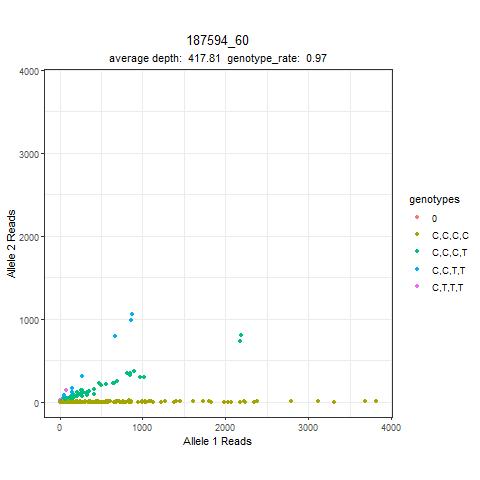 187594_60
average depth:  417.81  genotype_rate:  0.97
4000
3000
2000
1000
0
Allele 2 Reads
0 1000 2000 3000 4000
Allele 1 Reads
genotypes
0
C,C,C,C
C,C,C,T
C,C,T,T
C,T,T,T